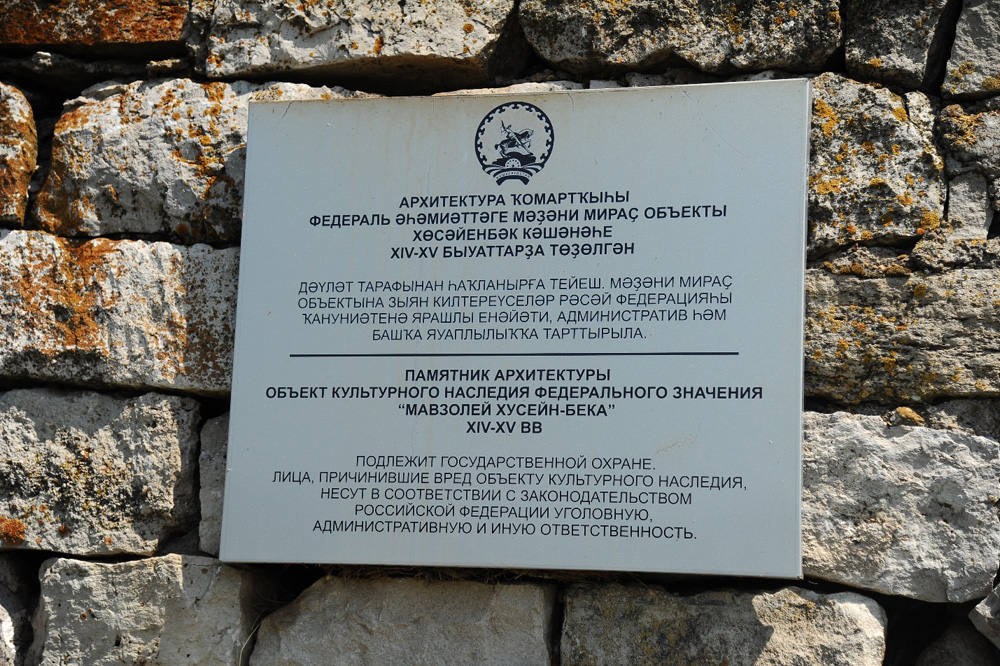 АРХИТЕКТУРА ҠОМАРТҠЫҺЫ
ФЕДЕРАЛЬ ӘҺӘМИӘТТӘГЕ МӘҘӘНИ МИРАҪ ОБЪЕКТЫ
ХӨСӘЙЕНБӘК КӘШӘНӘҺЕ
XIV-XV БЫУАТТАРҘА ТӨҘӨЛГӘН
ДӘҮЛӘТ ТАРАФЫНАН ҺАҠЛАНЫРҒА ТЕЙЕШ. МӘҘӘНИ МИРАҪ
ОБЪЕКТЫНА ЗЫЯН КИЛТЕРЕҮСЕЛӘР РӘСӘЙ ФЕДЕРАЦИЯҺЫ
ҠАНУНИӘТЕНӘ ЯРАШЛЫ ЕНӘЙӘТИ, АДМИНИСТРАТИВ ҺӘМ
БАШҠА ЯУАПЛЫЛЫҠҠА ТАРТТЫРЫЛА.
ПАМЯТНИК АРХИТЕКТУРЫ
ОБЪЕКТ КУЛЬТУРНОГО НАСЛЕДИЯ ФЕДЕРАЛЬНОГО ЗНАЧЕНИЯ
“МАВЗОЛЕЙ ХУСЕЙН-БЕКА”
XIV-XV ВВ
ПОДЛЕЖИТ ГОСУДАРСТВЕННОЙ ОХРАНЕ.
ЛИЦА, ПРИЧИНИВШИЕ ВРЕД ОБЪЕКТУ КУЛЬТУРНОГО НАСЛЕДИЯ,
НЕСУТ В СООТВЕТСТВИИ С ЗАКОНОДАТЕЛЬСТВОМ
РОССИЙСКОЙ ФЕДЕРАЦИИ УГОЛОВНУЮ,
АДМИНИСТРАТИВНУЮ И ИНУЮ ОТВЕТСТВЕННОСТЬ.